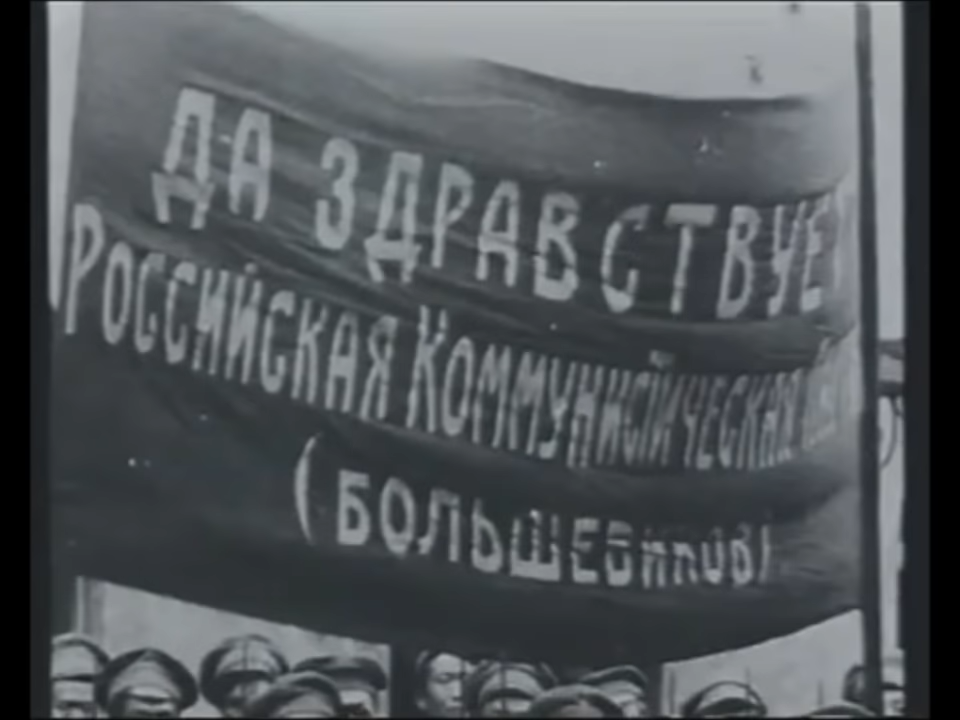 ДА ЗДРАВСТВУЕТ
РОССИЙСКАЯ КОММУНИСТИЧЕСКАЯ
(БОЛЬШЕВИКОВ)